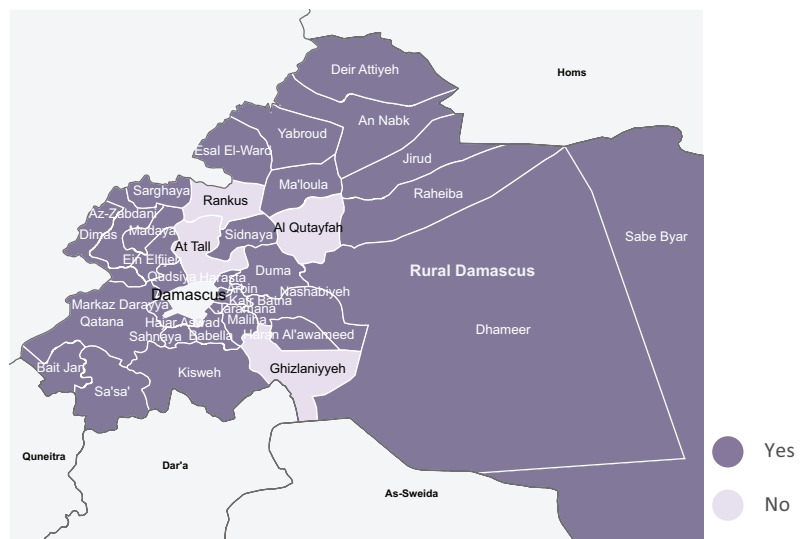 Deir Attiyeh
Homs
An Nabk
Yabroud
Esal El-Ward
Jirud
Ma'loula
Sarghaya
Raheiba
Rankus
Az-Zabdani
Al Qutayfah
Madaya
Dimas
Sidnaya
Sabe Byar
At Tall
Ein Elfijeh
Duma
Rural Damascus
Qudsiya
Harasta
Arbin
Nashabiyeh
Damascus
Kafr Batna
Markaz Darayya
Jaramana
Maliha
Qatana
Hajar Aswad
Dhameer
Sahnaya
Babella
Haran Al'awameed
Bait Jan
Ghizlaniyyeh
Kisweh
Sa'sa'
Quneitra
Dar'a
As-Sweida
Yes
No